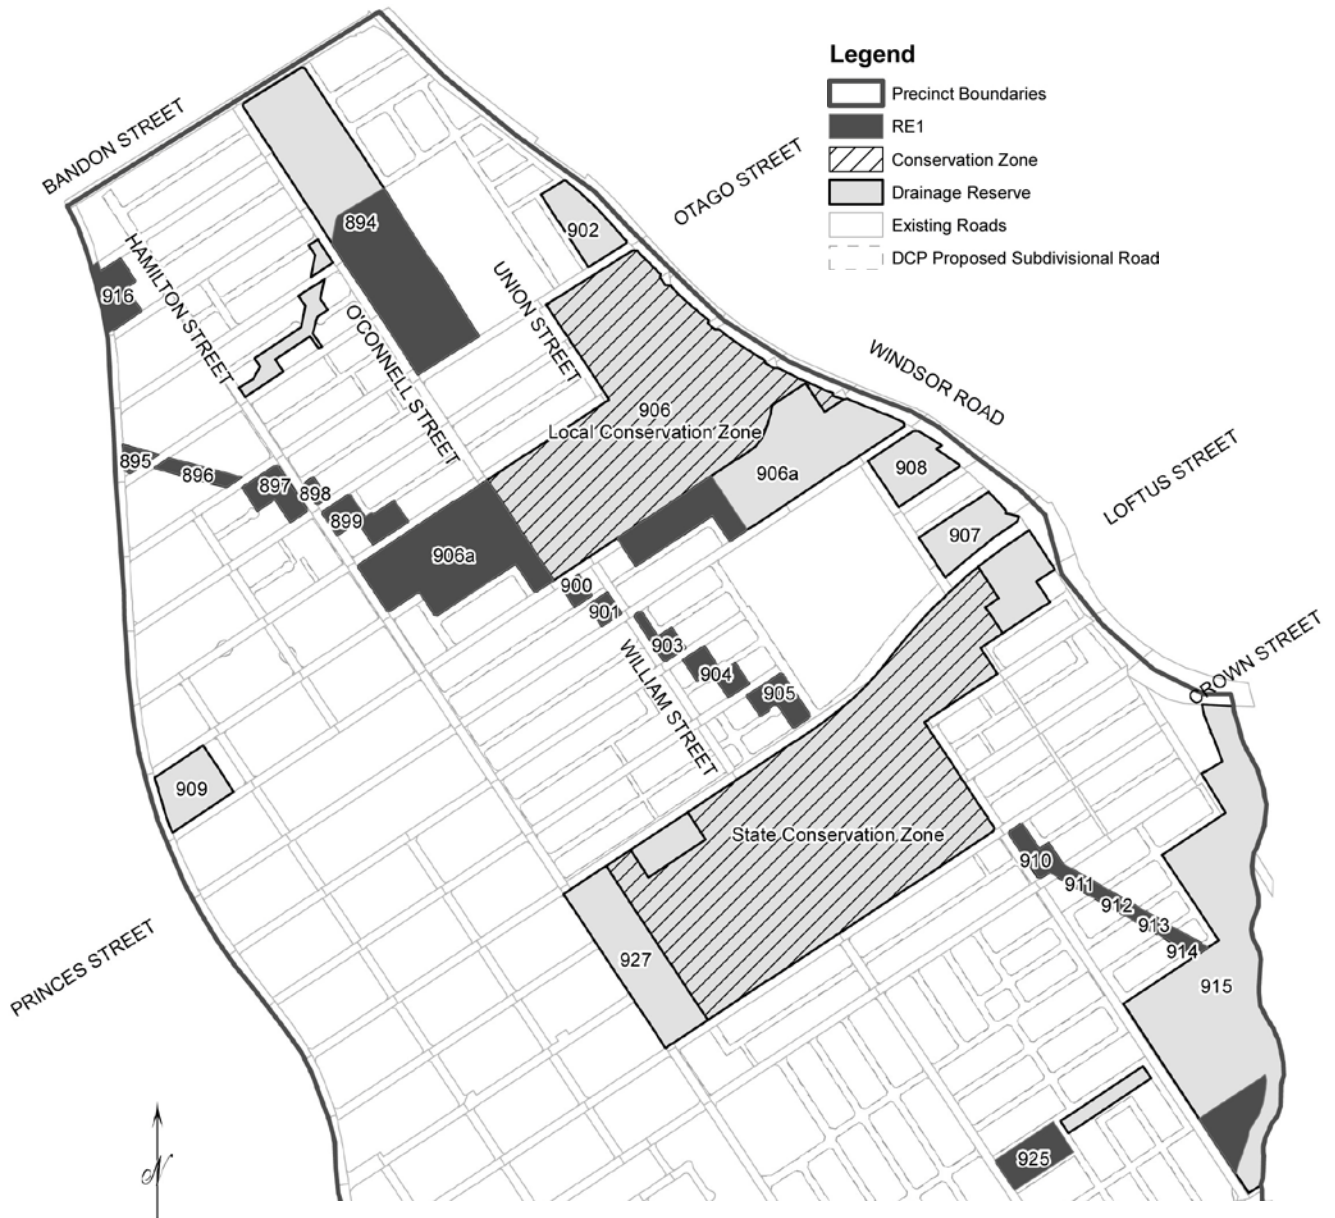 Legend
Precinct Boundaries
RE1
Conservation Zone
Drainage Reserve
Existing Roads
DCP Proposed Subdivisional Road
BANDON STREET
OTAGO STREET
894
902
HAMILTON STREET
UNION STREET
916
O'CONNELL STREET
WINDSOR ROAD
906
Local Conservation Zone
895
896
897
898
899
906a
908
LOFTUS STREET
907
906a
900
901
903
904
905
WILLIAM STREET
CROWN STREET
909
State Conservation Zone
910
911
912
913
914
PRINCES STREET
927
915
925
N